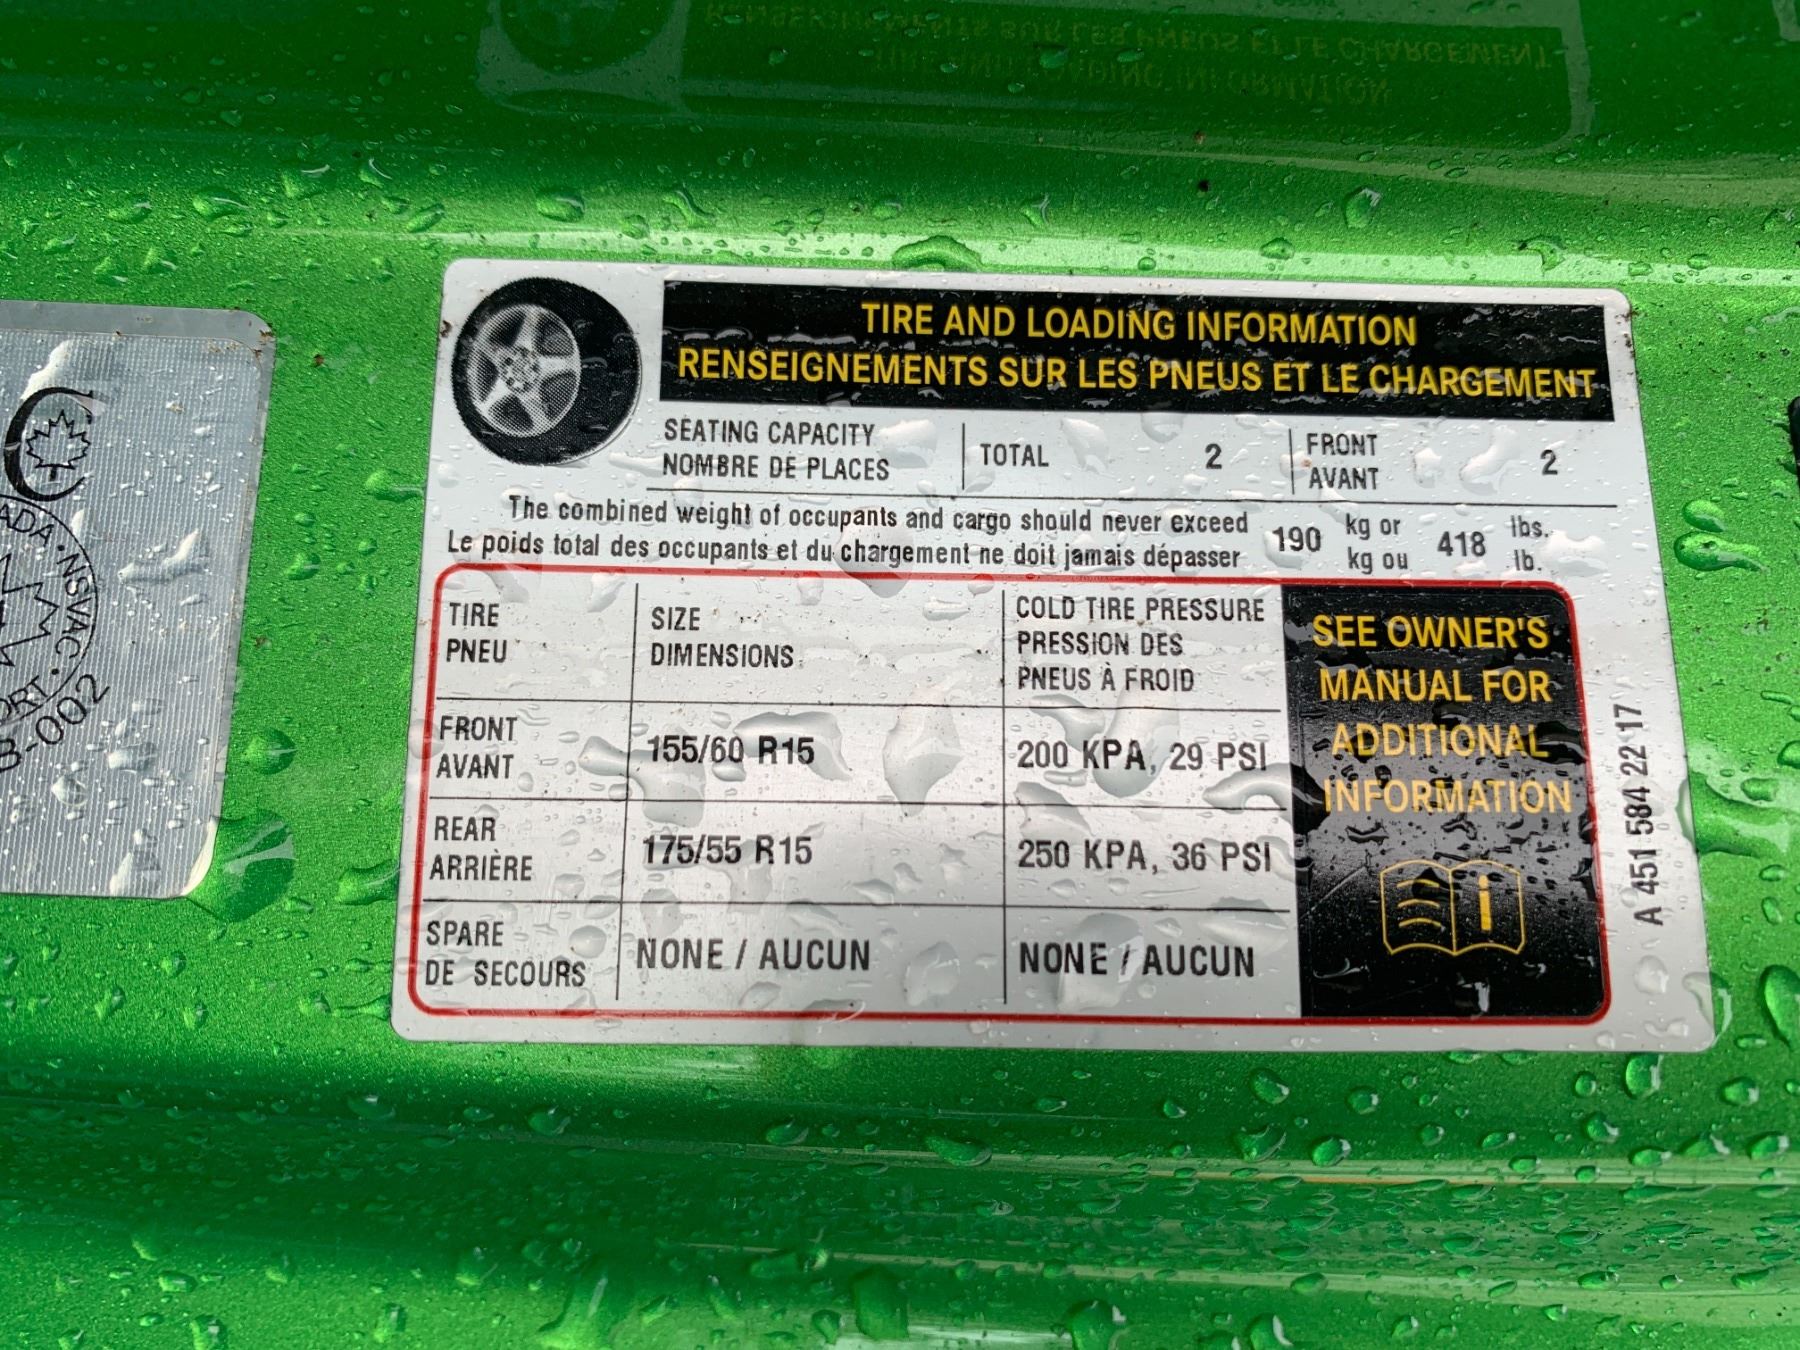 TIRE AND LOADING INFORMATION
RENSEIGNEMENTS SUR LES PNEUS ET LE CHARGEMENT
SEATING CAPACITY
NOMBRE DE PLACES
TOTAL 2
FRONT
AVANT
2
The combined weight of occupants and cargo should never exceed
Le poids total des occupants et du chargement ne doit jamais dépasser
190
kg or
kg ou
418
lbs.
lb.
TIRE
PNEU
SIZE
DIMENSIONS
COLD TIRE PRESSURE
PRESSION DES
PNEUS À FROID
FRONT
AVANT
155/60 R15
200 KPA, 29 PSI
REAR
ARRIÈRE
175/55 R15
250 KPA, 36 PSI
SPARE
DE SECOURS
NONE / AUCUN
NONE / AUCUN
SEE OWNER'S
MANUAL FOR
ADDITIONAL
INFORMATION
A 451 584 22 17
NSVAC